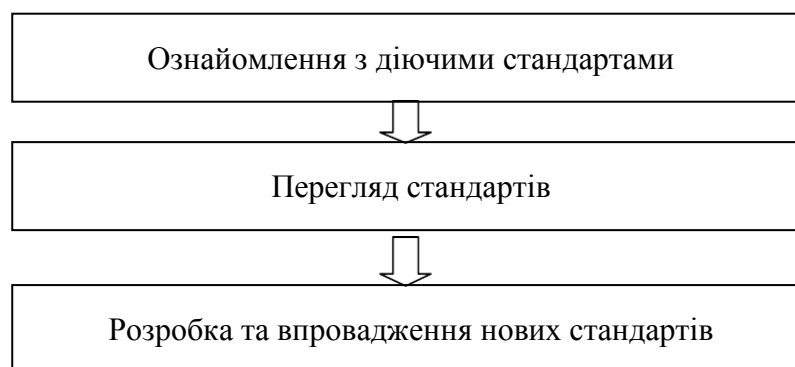 Ознайомлення з діючими стандартами
Перегляд стандартів
Розробка та впровадження нових стандартів